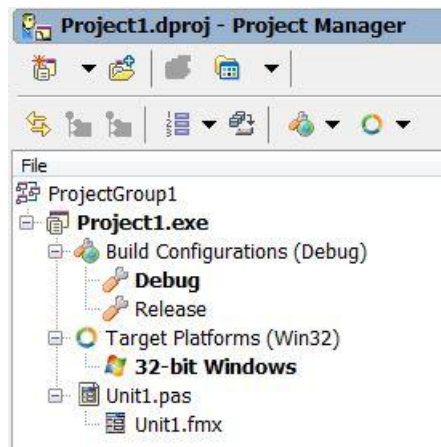 Project1.dproj - Project Manager
File
ProjectGroup1
Project1.exe
Build Configurations (Debug)
Debug
Release
Target Platforms (Win32)
32-bit Windows
Unit1.pas
Unit1.fmx